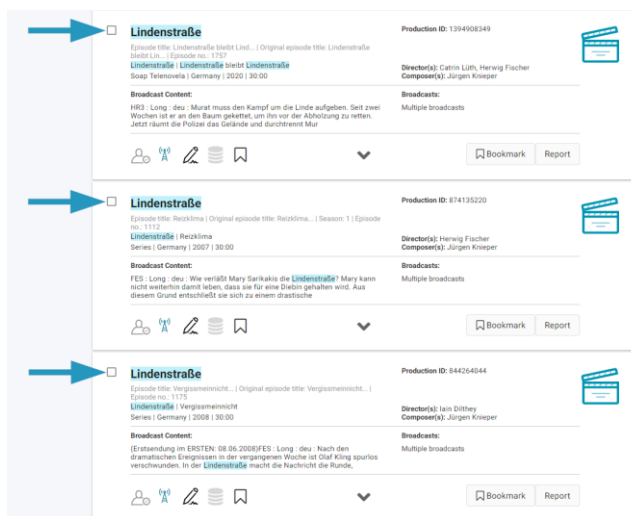 Lindenstraße
Production ID: 1394908349
Episode title: Lindenstraße bleibt Lind... | Original episode title: Lindenstraße
bleibt Lin... | Episode no.: 1757
Lindenstraße | Lindenstraße bleibt Lindenstraße
Soap Telenovela | Germany | 2020 | 30:00
Director(s): Catrin Lüth, Herwig Fischer
Composer(s): Jürgen Knieper
Broadcast Content:
HR3 : Long : deu : Murat muss den Kampf um die Linde aufgeben. Seit zwei
Wochen ist er an den Baum gekettet, um ihn vor der Abholzung zu retten.
Jetzt räumt die Polizei das Gelände und durchtrennt Mur
Broadcasts:
Multiple broadcasts
Bookmark
Report
Lindenstraße
Production ID: 874135220
Episode title: Reizklima | Original episode title: Reizklima... | Season: 1 | Episode
no.: 1112
Lindenstraße | Reizklima
Series | Germany | 2007 | 30:00
Director(s): Herwig Fischer
Composer(s): Jürgen Knieper
Broadcast Content:
FES : Long : deu : Wie verläßt Mary Sarikakis die Lindenstraße? Mary kann
nicht weiterhin damit leben, dass sie für eine Diebin gehalten wird. Aus
diesem Grund entschließt sie sich zu einem drastische
Broadcasts:
Multiple broadcasts
Bookmark
Report
Lindenstraße
Production ID: 844264044
Episode title: Vergissmeinnicht... | Original episode title: Vergissmeinnicht... |
Episode no.: 1175
Lindenstraße | Vergissmeinnicht
Series | Germany | 2008 | 30:00
Director(s): Iain Dilthey
Composer(s): Jürgen Knieper
Broadcast Content:
(Erstsendung im ERSTEN: 08.06.2008)FES : Long : deu : Nach den
dramatischen Ereignissen in der vergangenen Woche ist Olaf Kling spurlos
verschwunden. In der Lindenstraße macht die Nachricht die Runde,
Broadcasts:
Multiple broadcasts
Bookmark
Report